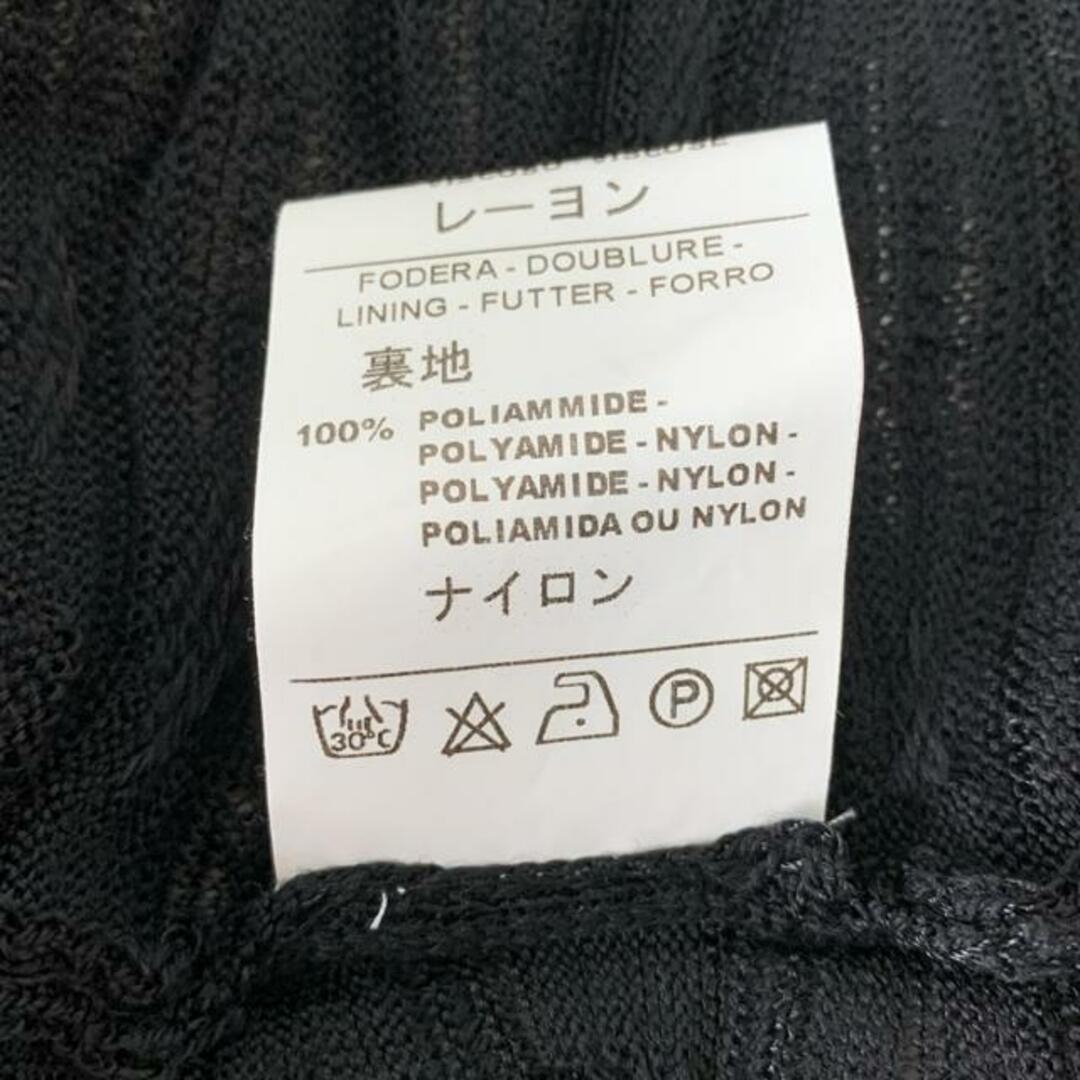 レーヨン
FODERA - DOUBLURE -
LINING - FUTTER - FORRO
裏地
100% POLIAMMIDE -
POLYAMIDE - NYLON -
POLYAMIDE - NYLON -
POLIAMIDA OU NYLON
ナイロン
30°C P